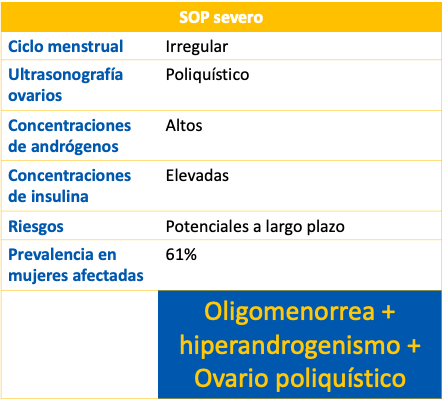 SOP severo
Ciclo menstrual Irregular
Ultrasonografía Poliquístico
ovarios
Concentraciones Altos
de andrógenos
Concentraciones Elevadas
de insulina
Riesgos Potenciales a largo plazo
Prevalencia en 61%
mujeres afectadas
Oligomenorrea +
hiperandrogenismo +
Ovario poliquístico